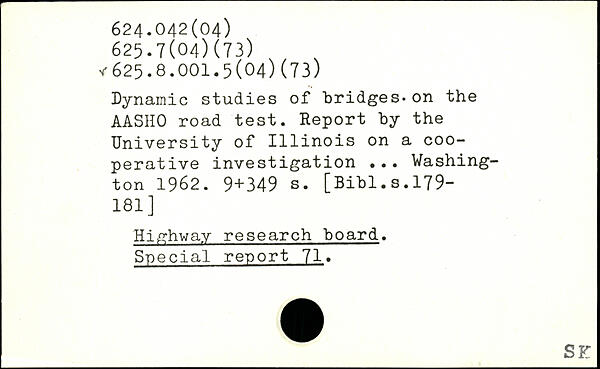 624.042(04)
625.7(04)(73)
√625.8.001.5(04)(73)
Dynamic studies of bridges.on the
AASHO road test. Report by the
University of Illinois on a coo-
perative investigation ... Washing-
ton 1962. 9+349 s. [Bibl.s.179-
181]
Highway research board.
Special report 71.
SK